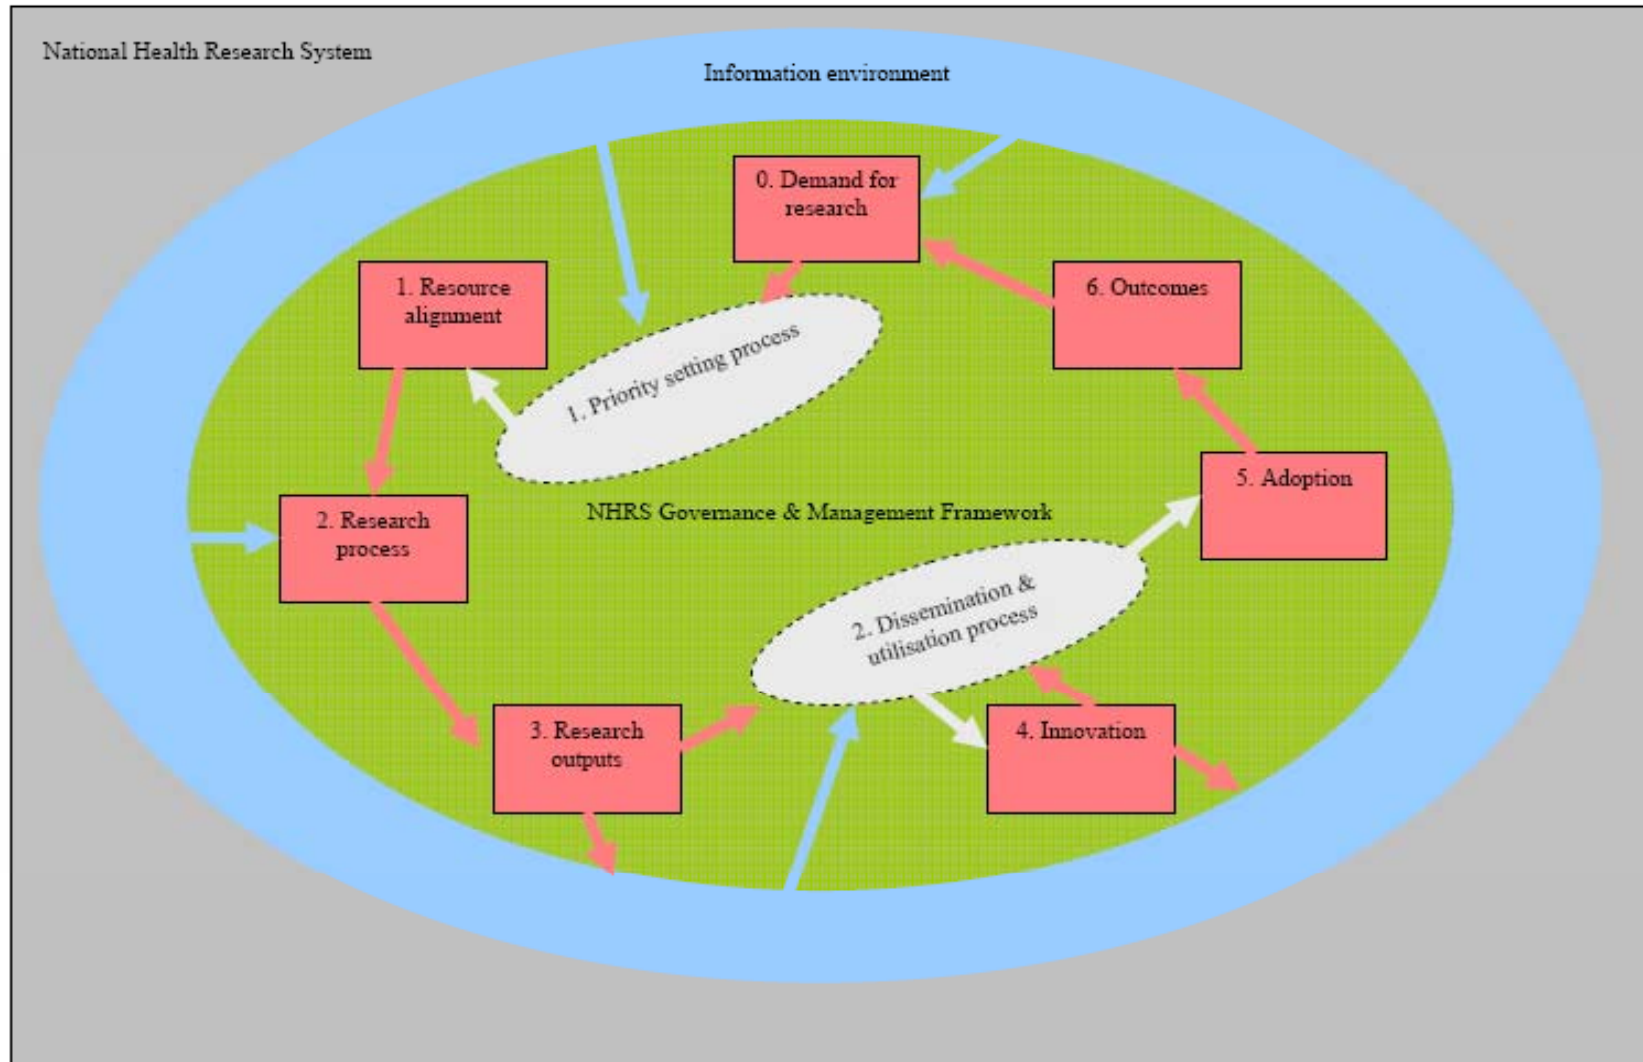 National Health Research System
Information environment
0. Demand for
research
1. Resource
alignment
6. Outcomes
1. Priority setting process
2. Research
process
NHRS Governance & Management Framework
5. Adoption
2. Dissemination &
utilisation process
3. Research
outputs
4. Innovation